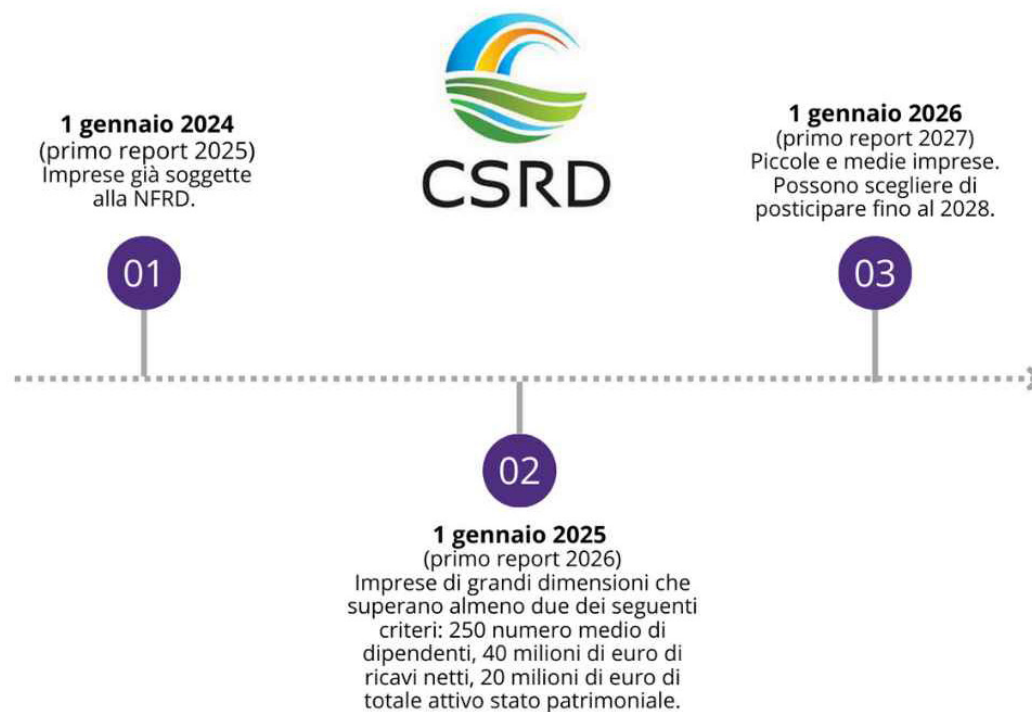 CSRD
1 gennaio 2024
(primo report 2025)
Imprese già soggette
alla NFRD.
01
02
1 gennaio 2025
(primo report 2026)
Imprese di grandi dimensioni che
superano almeno due dei seguenti
criteri: 250 numero medio di
dipendenti, 40 milioni di euro di
ricavi netti, 20 milioni di euro di
totale attivo stato patrimoniale.
1 gennaio 2026
(primo report 2027)
Piccole e medie imprese.
Possono scegliere di
posticipare fino al 2028.
03